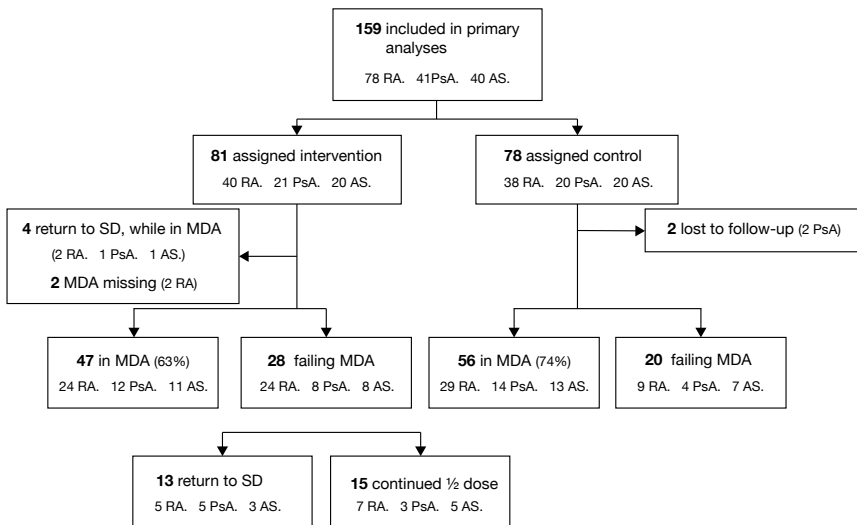 159 included in primary
analyses
78 RA. 41PsA. 40 AS.
81 assigned intervention
40 RA. 21 PsA. 20 AS.
78 assigned control
38 RA. 20 PsA. 20 AS.
4 return to SD, while in MDA
(2 RA. 1 PsA. 1 AS.)
2 MDA missing (2 RA)
2 lost to follow-up (2 PsA)
47 in MDA (63%)
24 RA. 12 PsA. 11 AS.
28 failing MDA
24 RA. 8 PsA. 8 AS.
56 in MDA (74%)
29 RA. 14 PsA. 13 AS.
20 failing MDA
9 RA. 4 PsA. 7 AS.
13 return to SD
5 RA. 5 PsA. 3 AS.
15 continued ½ dose
7 RA. 3 PsA. 5 AS.